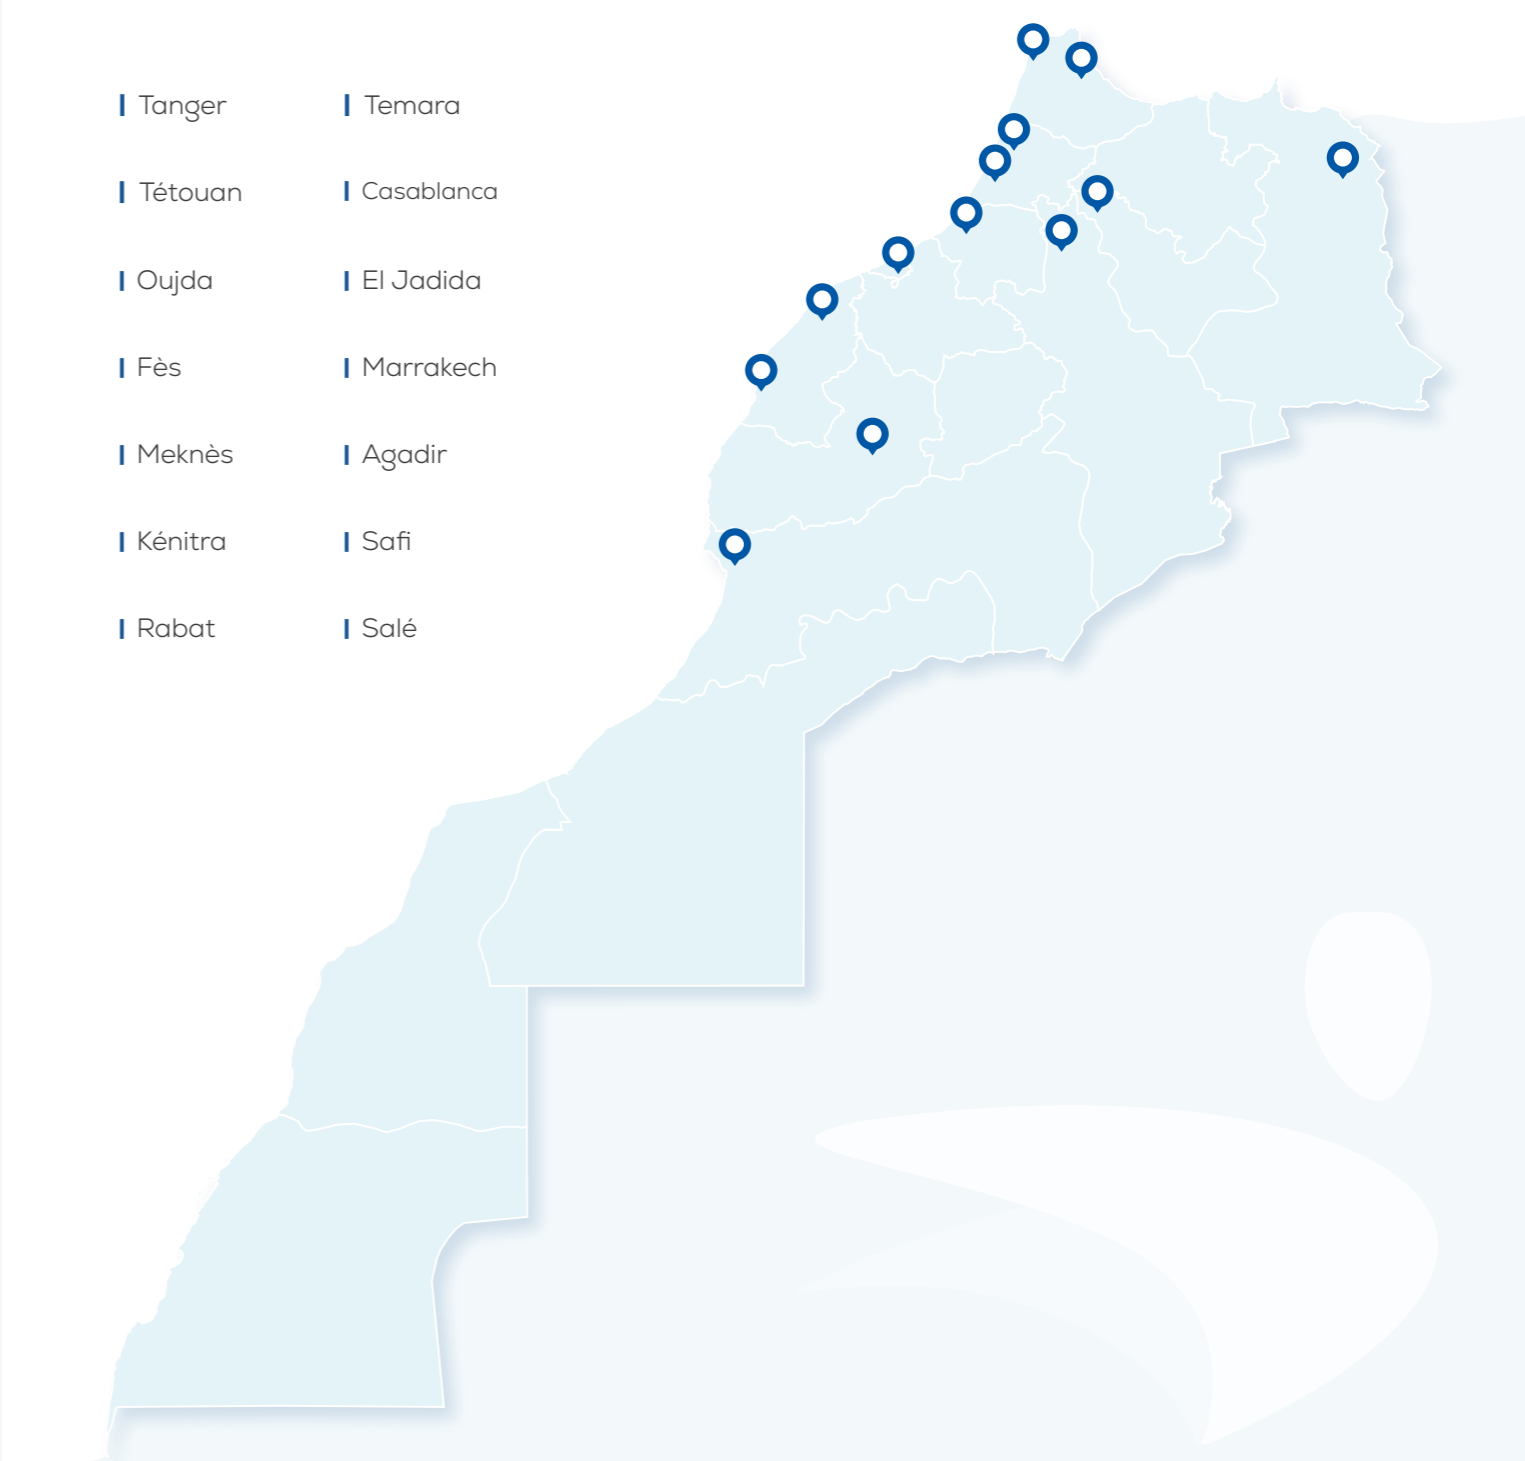 Tanger
Tétouan
Oujda
Fès
Meknès
Kénitra
Rabat
Temara
Casablanca
El Jadida
Marrakech
Agadir
Safi
Salé